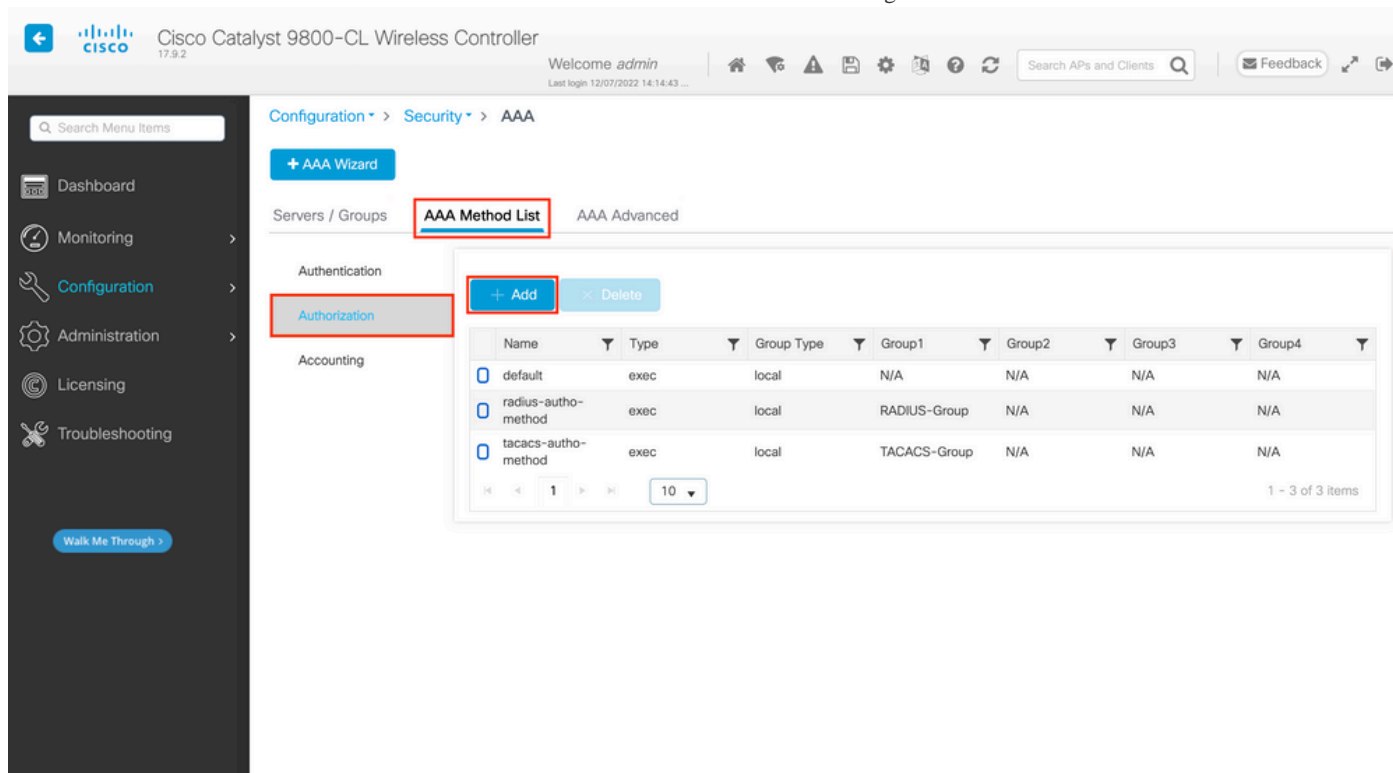 CISCO
Cisco Catalyst 9800-CL Wireless Controller
17.9.2
Welcome admin
Last login 12/07/2022 14:14:43 ...
Search APs and Clients
Feedback
Search Menu Items
Dashboard
Monitoring
Configuration
Administration
Licensing
Troubleshooting
Walk Me Through >
Configuration > Security > AAA
+ AAA Wizard
Servers / Groups AAA Method List AAA Advanced
Authentication
Authorization
Accounting
+ Add × Delete
Name Type Group Type Group1 Group2 Group3 Group4
default exec local N/A N/A N/A N/A
radius-autho-
method exec local RADIUS-Group N/A N/A N/A
tacacs-autho-
method exec local TACACS-Group N/A N/A N/A
1 10 1 - 3 of 3 items